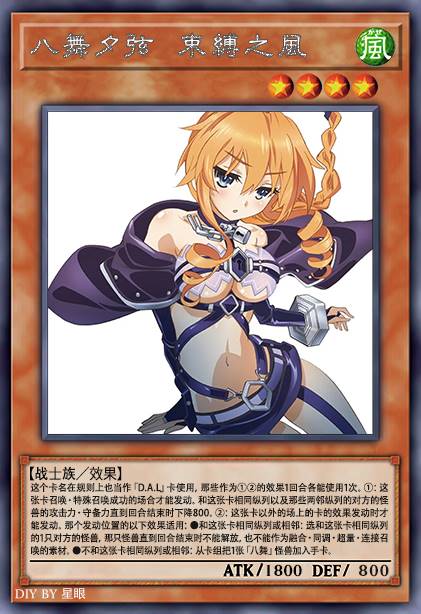 八舞夕弦　束縛之風
かぜ
風
【战士族／效果】
这个卡名在规则上也当作「D.A.L」卡使用，那些作为①②的效果1回合各能使用1次。①：这
张卡召唤・特殊召唤成功的场合才能发动。和这张卡相同纵列以及那些两邻纵列的对方的怪
兽的攻击力・守备力直到回合结束时下降800。②：这张卡以外的场上的卡的效果发动时才
能发动。那个发动位置的以下效果适用：●和这张卡相同纵列或相邻：选和这张卡相同纵列
的1只对方的怪兽，那只怪兽直到回合结束时不能解放，也不能作为融合・同调・超量・连接召
唤的素材。●不和这张卡相同纵列或相邻：从卡组把1张「八舞」怪兽加入手卡。
ATK/1800 DEF/ 800
DIY BY 星眼